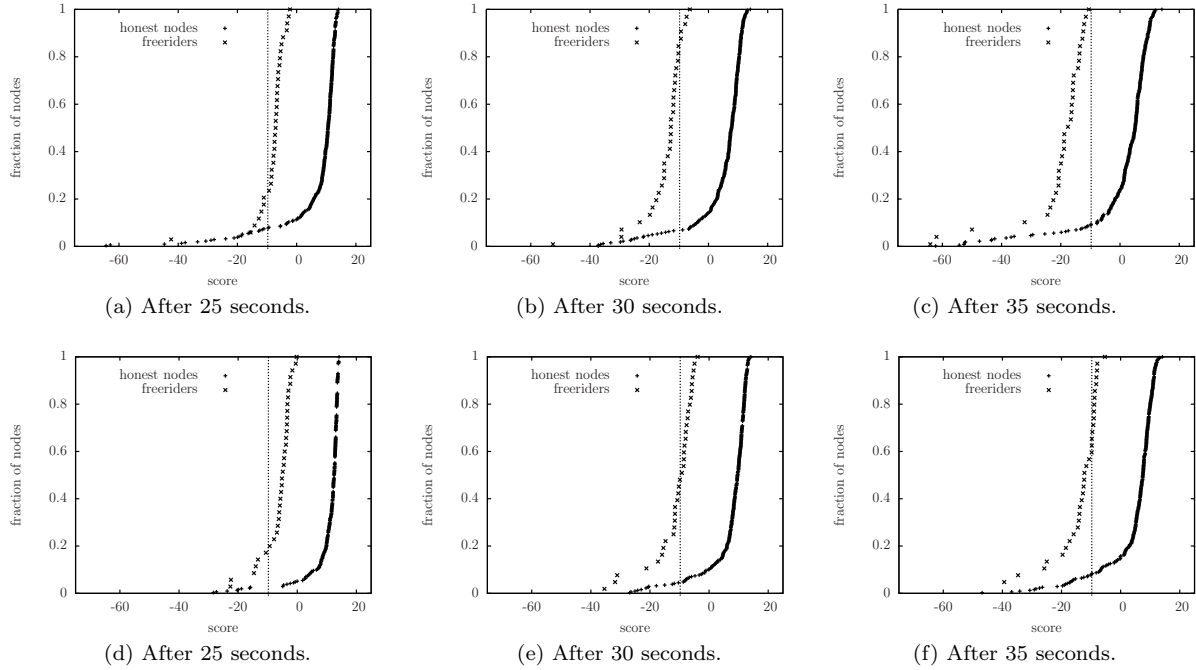 1
0.8
0.6
0.4
0.2
0
fraction of nodes
honest nodes
freeriders
-60 -40 -20 0 20
score
(a) After 25 seconds.
1
0.8
0.6
0.4
0.2
0
fraction of nodes
honest nodes
freeriders
-60 -40 -20 0 20
score
(b) After 30 seconds.
1
0.8
0.6
0.4
0.2
0
fraction of nodes
honest nodes
freeriders
-60 -40 -20 0 20
score
(c) After 35 seconds.
1
0.8
0.6
0.4
0.2
0
fraction of nodes
honest nodes
freeriders
-60 -40 -20 0 20
score
(d) After 25 seconds.
1
0.8
0.6
0.4
0.2
0
fraction of nodes
honest nodes
freeriders
-60 -40 -20 0 20
score
(e) After 30 seconds.
1
0.8
0.6
0.4
0.2
0
fraction of nodes
honest nodes
freeriders
-60 -40 -20 0 20
score
(f) After 35 seconds.